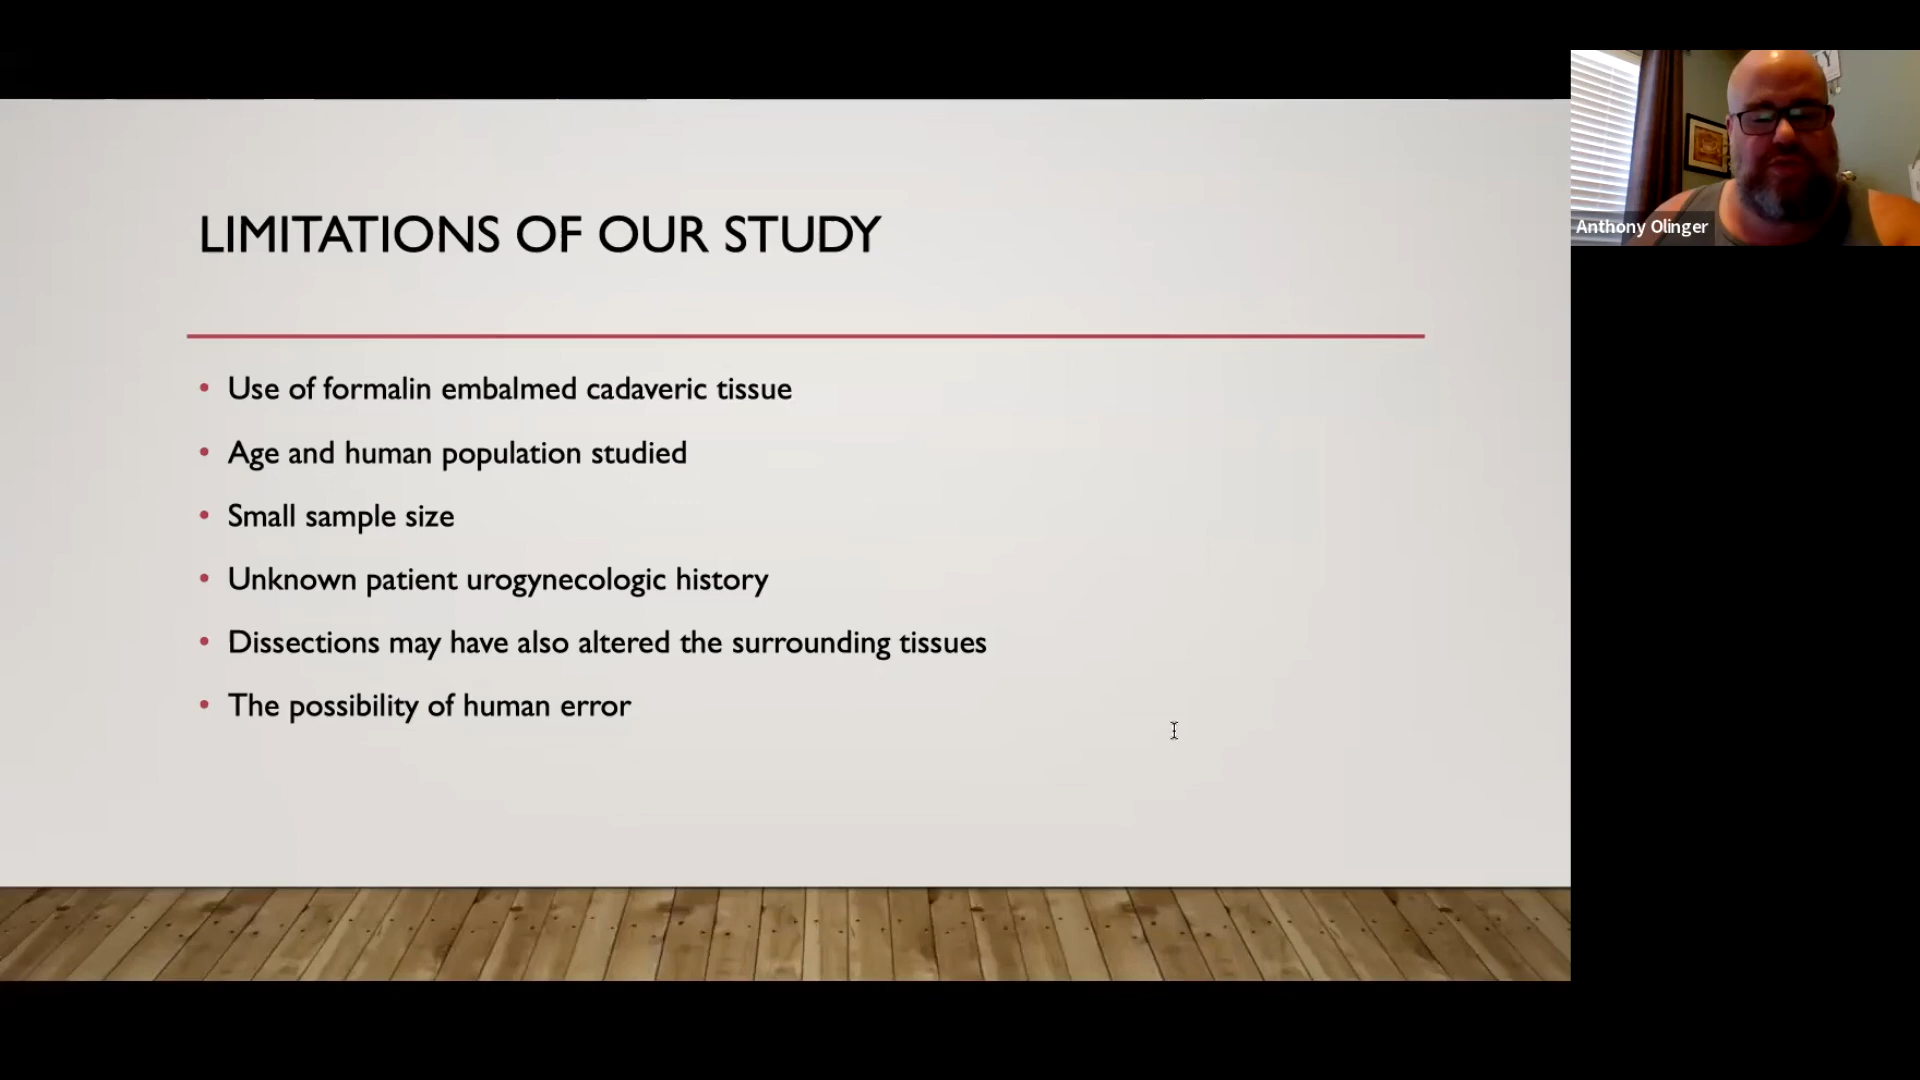 LIMITATIONS OF OUR STUDY
• Use of formalin embalmed cadaveric tissue
• Age and human population studied
• Small sample size
• Unknown patient urogynecologic history
• Dissections may have also altered the surrounding tissues
• The possibility of human error
Anthony Olinger